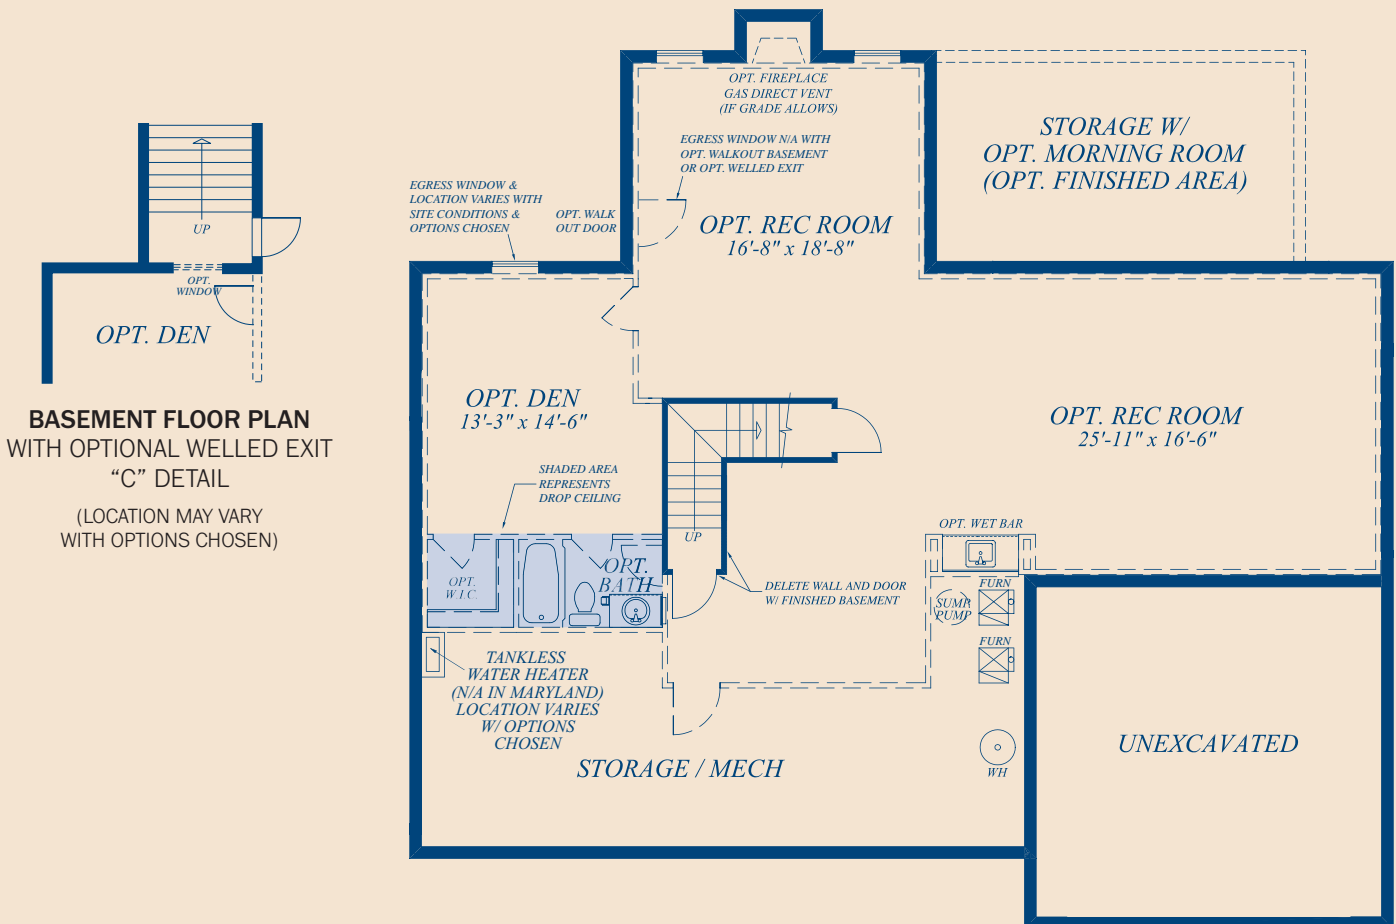 OPT. FIREPLACE
GAS DIRECT VENT
(IF GRADE ALLOWS)
EGRESS WINDOW N/A WITH
OPT. WALKOUT BASEMENT
OR OPT. WELLED EXIT
STORAGE W/
OPT. MORNING ROOM
(OPT. FINISHED AREA)
EGRESS WINDOW &
LOCATION VARIES WITH
SITE CONDITIONS &
OPTIONS CHOSEN
OPT. WALK
OUT DOOR
OPT. REC ROOM
16'-8" x 18'-8"
UP
OPT.
WINDOW
OPT. DEN
BASEMENT FLOOR PLAN
WITH OPTIONAL WELLED EXIT
“C” DETAIL
(LOCATION MAY VARY
WITH OPTIONS CHOSEN)
OPT. DEN
13'-3" x 14'-6"
OPT. REC ROOM
25'-11" x 16'-6"
SHADED AREA
REPRESENTS
DROP CEILING
UP
OPT. WET BAR
OPT.
W.I.C.
OPT.
BATH
DELETE WALL AND DOOR
W/ FINISHED BASEMENT
SUMP
PUMP
FURN
FURN
TANKLESS
WATER HEATER
(N/A IN MARYLAND)
LOCATION VARIES
W/ OPTIONS
CHOSEN
STORAGE / MECH
WH
UNEXCAVATED